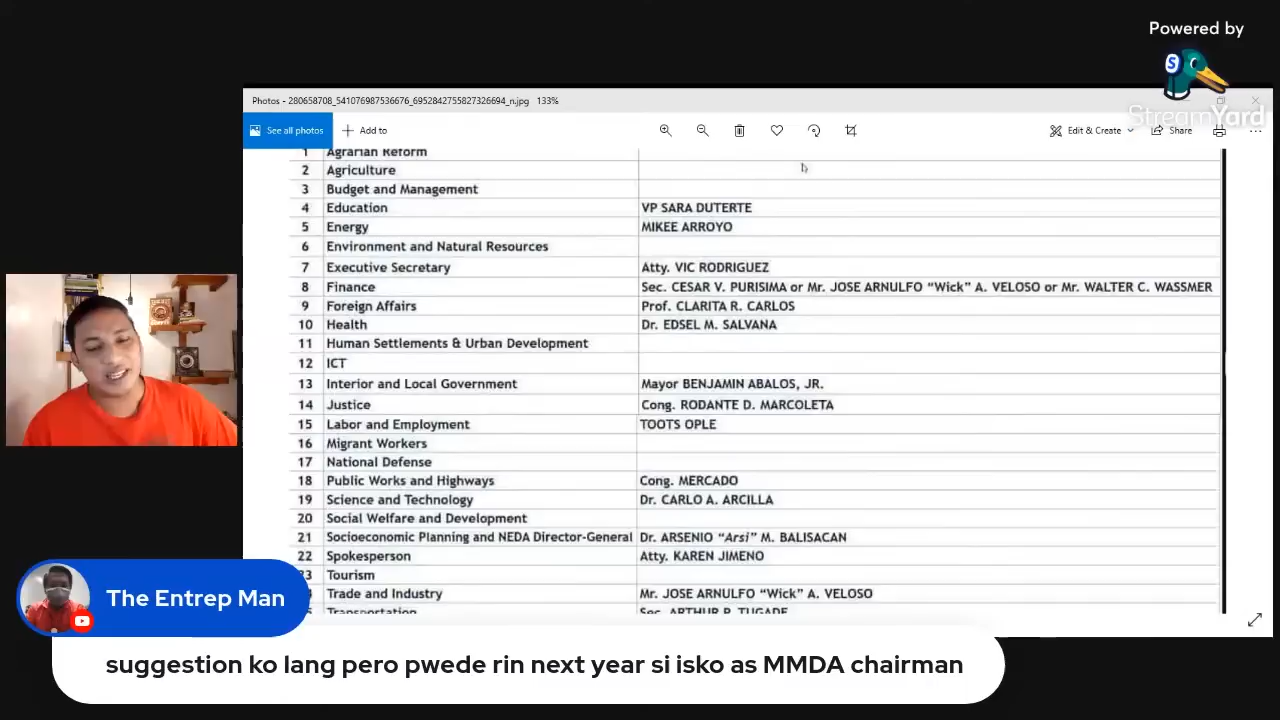 Powered by
StreamYard
Photos - 280658708_541076987536676_6952842755827326694_n.jpg 133%
See all photos
Add to
Edit & Create
Share
1 Agrarian Reform
2 Agriculture
3 Budget and Management
4 Education VP SARA DUTERTE
5 Energy MIKEE ARROYO
6 Environment and Natural Resources
7 Executive Secretary Atty. VIC RODRIGUEZ
8 Finance Sec. CESAR V. PURISIMA or Mr. JOSE ARNULFO “Wick” A. VELOSO or Mr. WALTER C. WASSMER
9 Foreign Affairs Prof. CLARITA R. CARLOS
10 Health Dr. EDSEL M. SALVANA
11 Human Settlements & Urban Development
12 ICT
13 Interior and Local Government Mayor BENJAMIN ABALOS, JR.
14 Justice Cong. RODANTE D. MARCOLETA
15 Labor and Employment TOOTS OPLE
16 Migrant Workers
17 National Defense
18 Public Works and Highways Cong. MERCADO
19 Science and Technology Dr. CARLO A. ARCILLA
20 Social Welfare and Development
21 Socioeconomic Planning and NEDA Director-General Dr. ARSENIO “Arsi” M. BALISACAN
22 Spokesperson Atty. KAREN JIMENO
23 Tourism
Trade and Industry Mr. JOSE ARNULFO “Wick” A. VELOSO
Transportation Sec. ARTHUR P. TUGADE
The Entrep Man
suggestion ko lang pero pwede rin next year si isko as MMDA chairman